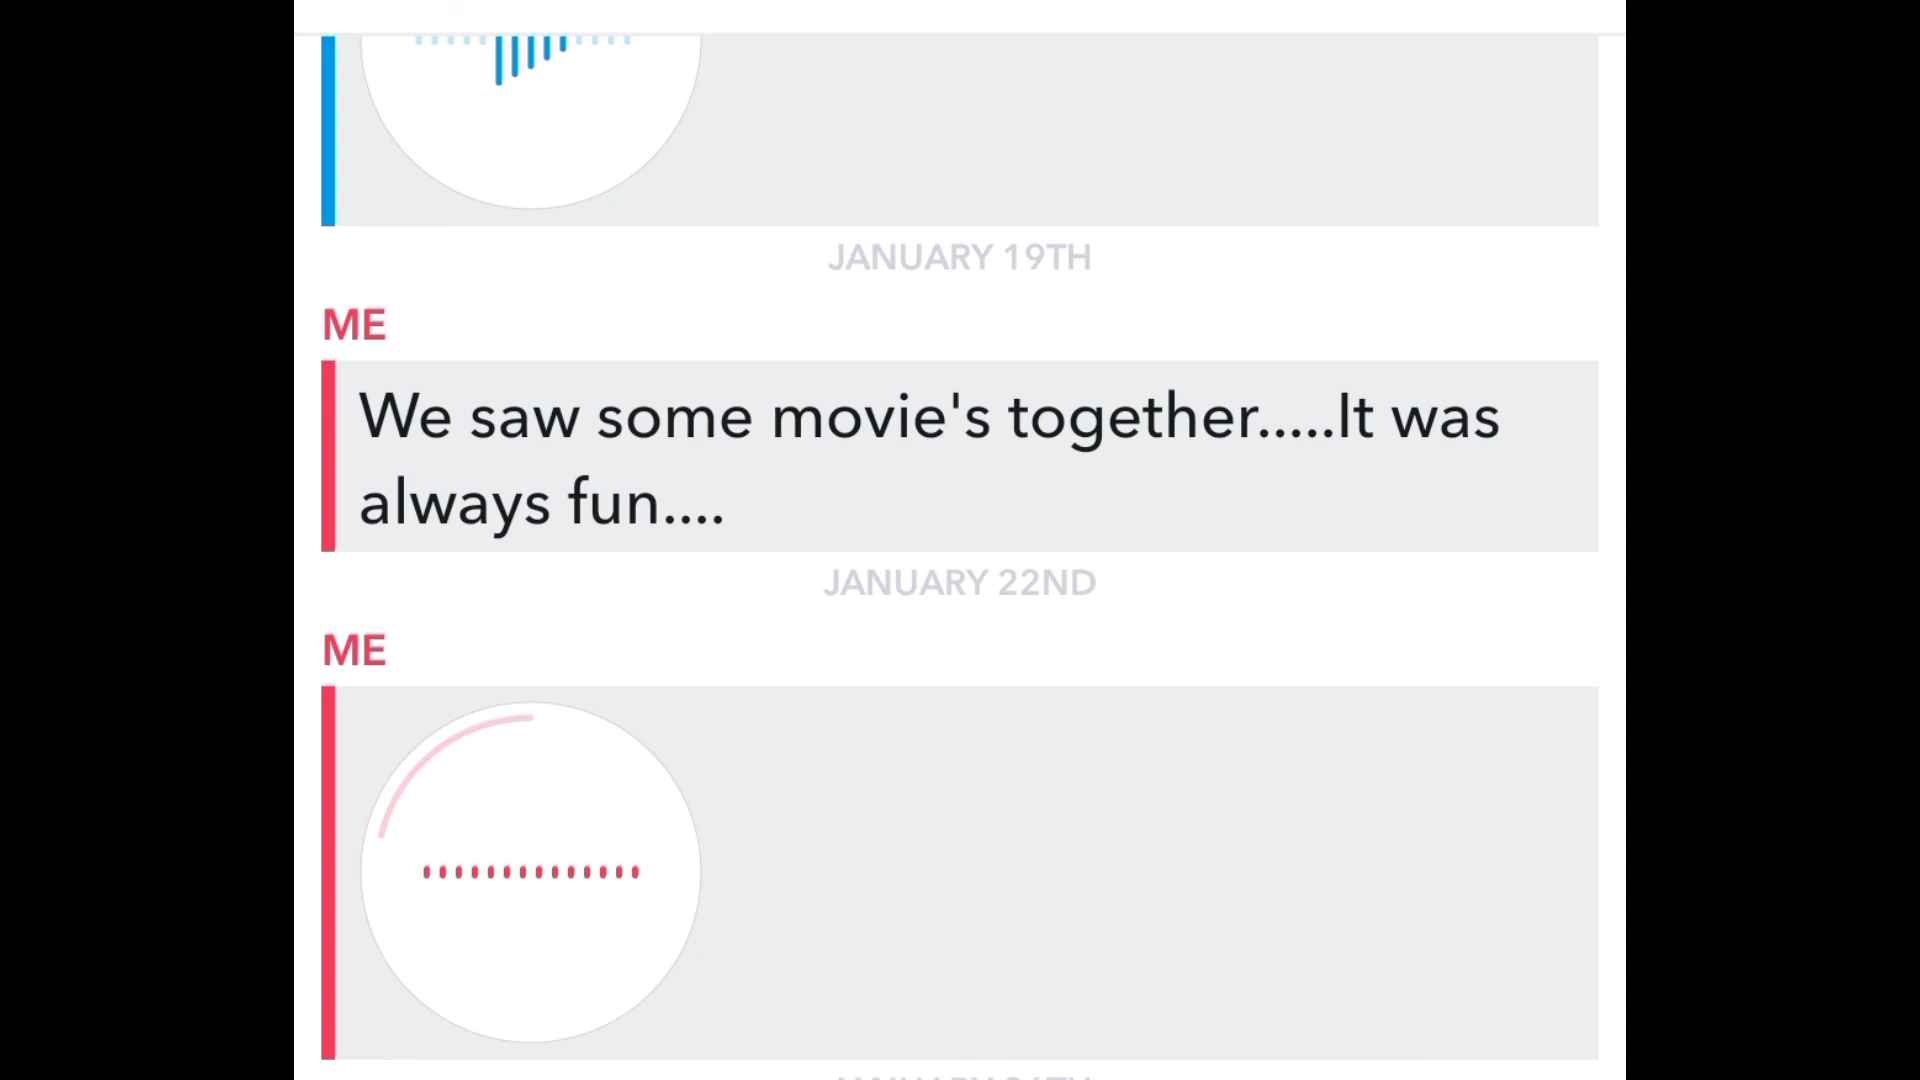 JANUARY 19TH
ME
We saw some movie's together.....It was
always fun....
JANUARY 22ND
ME